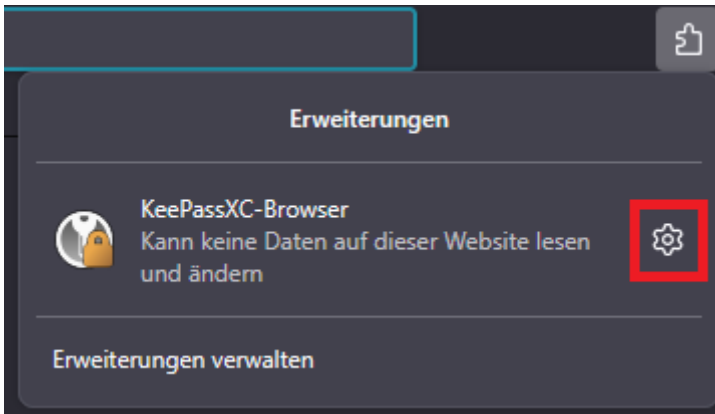 Erweiterungen
KeePassXC-Browser
Kann keine Daten auf dieser Website lesen
und ändern
Erweiterungen verwalten